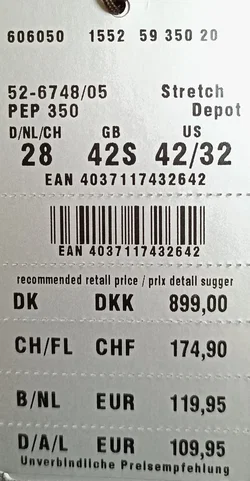 606050 1552 59 350 20
52-6748/05 Stretch
PEP 350 Depot
D/NL/CH GB US
28 42S 42/32
EAN 4037117432642
EAN 4037117432642
recommended retail price / prix detail sugger
DK DKK 899,00
CH/FL CHF 174,90
B/NL EUR 119,95
D/A/L EUR 109,95
Unverbindliche Preisempfehlung